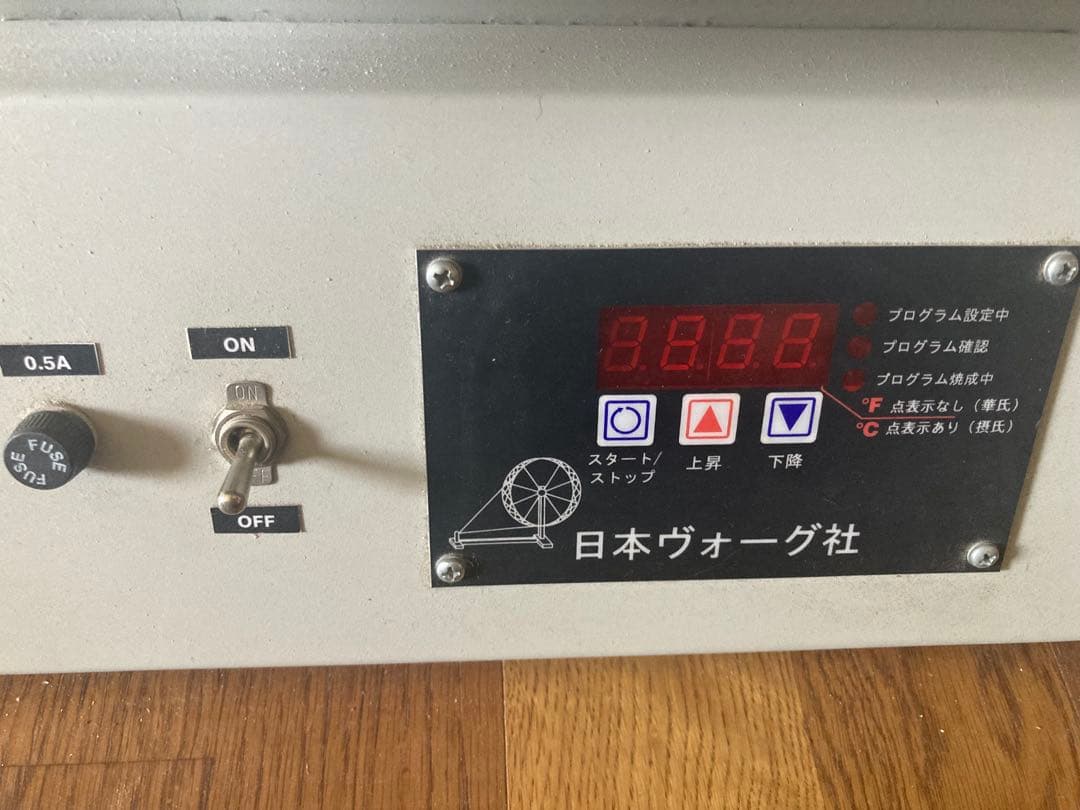 0.5A
FUSE
FUSE
ON
ON
OFF
プログラム設定中
プログラム確認
プログラム焼成中
°F 点表示なし（華氏）
°C 点表示あり（摂氏）
スタート/
ストップ
上昇
下降
日本ヴォーグ社